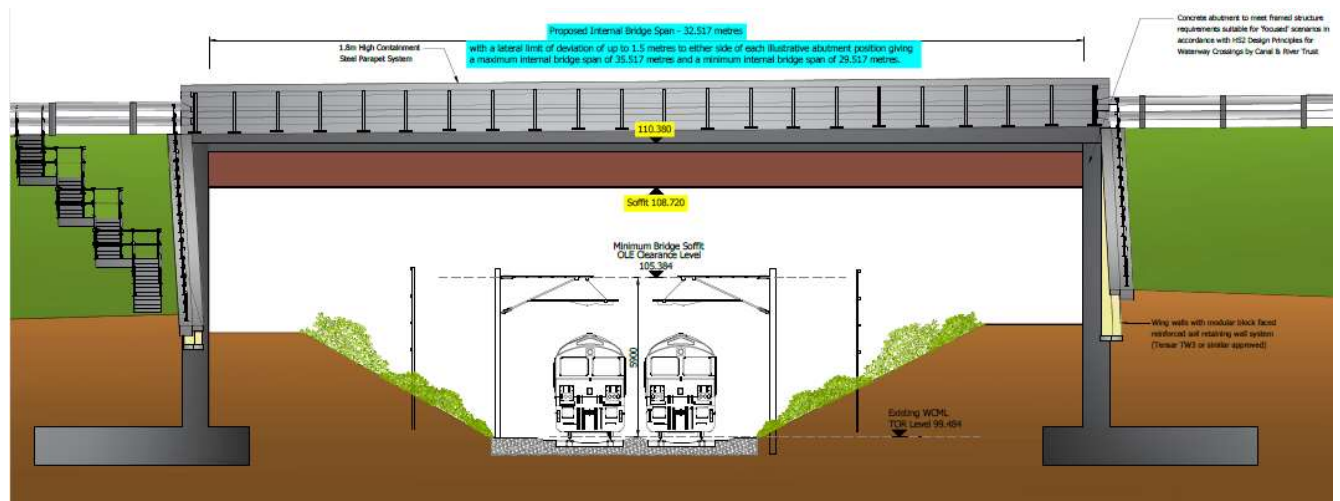 Proposed Internal Bridge Span - 32.517 metres
with a lateral limit of deviation of up to 1.5 metres to either side of each illustrative abutment position giving
a maximum internal bridge span of 35.517 metres and a minimum internal bridge span of 29.517 metres.
1.8m High Containment
Steel Parapet System
Concrete abutment to meet framed structure
requirements suitable for 'focused' scenarios in
accordance with HS2 Design Principles for
Waterway Crossings by Canal & River Trust
110.380
Soffit 108.720
Minimum Bridge Soffit
OLE Clearance Level
105.384
5900
Wing walls with modular block faced
reinforced soil retaining wall system
(Tensar TW3 or similar approved)
Existing WCML
TOR Level 99.484